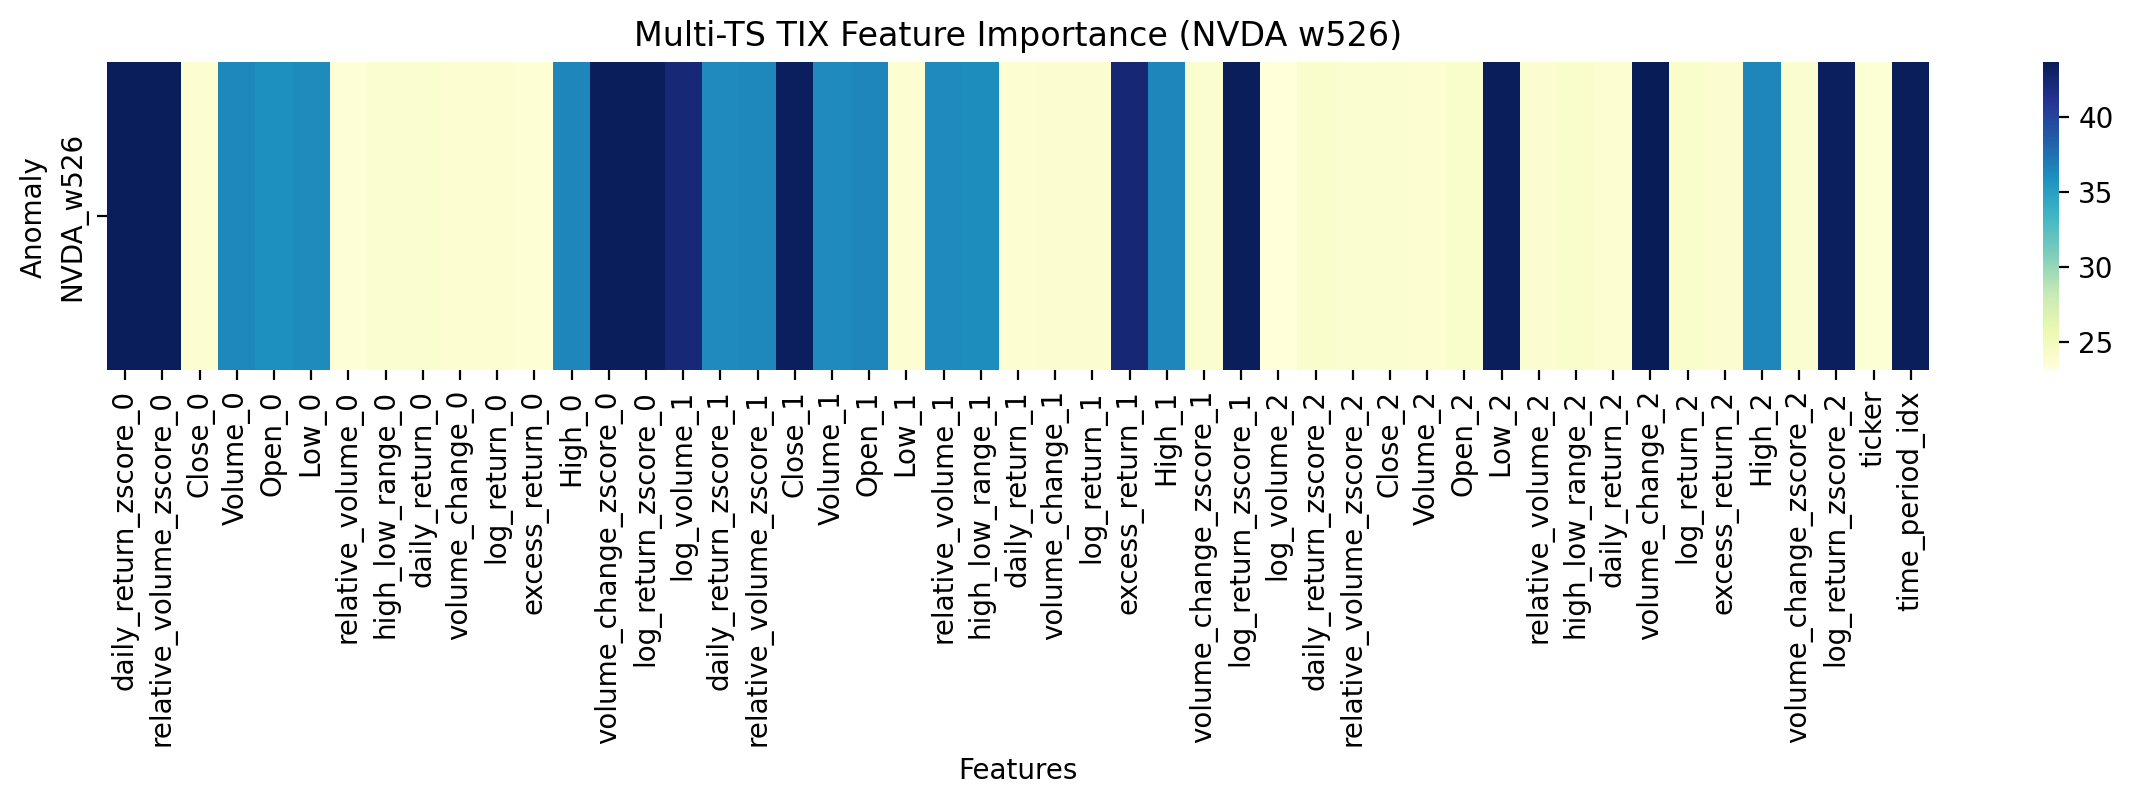 Multi-TS TIX Feature Importance (NVDA w526)
Anomaly
NVDA_w526
daily_return_zscore_0
relative_volume_zscore_0
Close_0
Volume_0
Open_0
Low_0
relative_volume_0
high_low_range_0
daily_return_0
volume_change_0
log_return_0
excess_return_0
High_0
volume_change_zscore_0
log_return_zscore_0
log_volume_1
daily_return_zscore_1
relative_volume_zscore_1
Close_1
Volume_1
Open_1
Low_1
relative_volume_1
high_low_range_1
daily_return_1
volume_change_1
log_return_1
excess_return_1
High_1
volume_change_zscore_1
log_return_zscore_1
log_volume_2
daily_return_zscore_2
relative_volume_zscore_2
Close_2
Volume_2
Open_2
Low_2
relative_volume_2
high_low_range_2
daily_return_2
volume_change_2
log_return_2
excess_return_2
High_2
volume_change_zscore_2
log_return_zscore_2
ticker
time_period_idx
Features
40
35
30
25